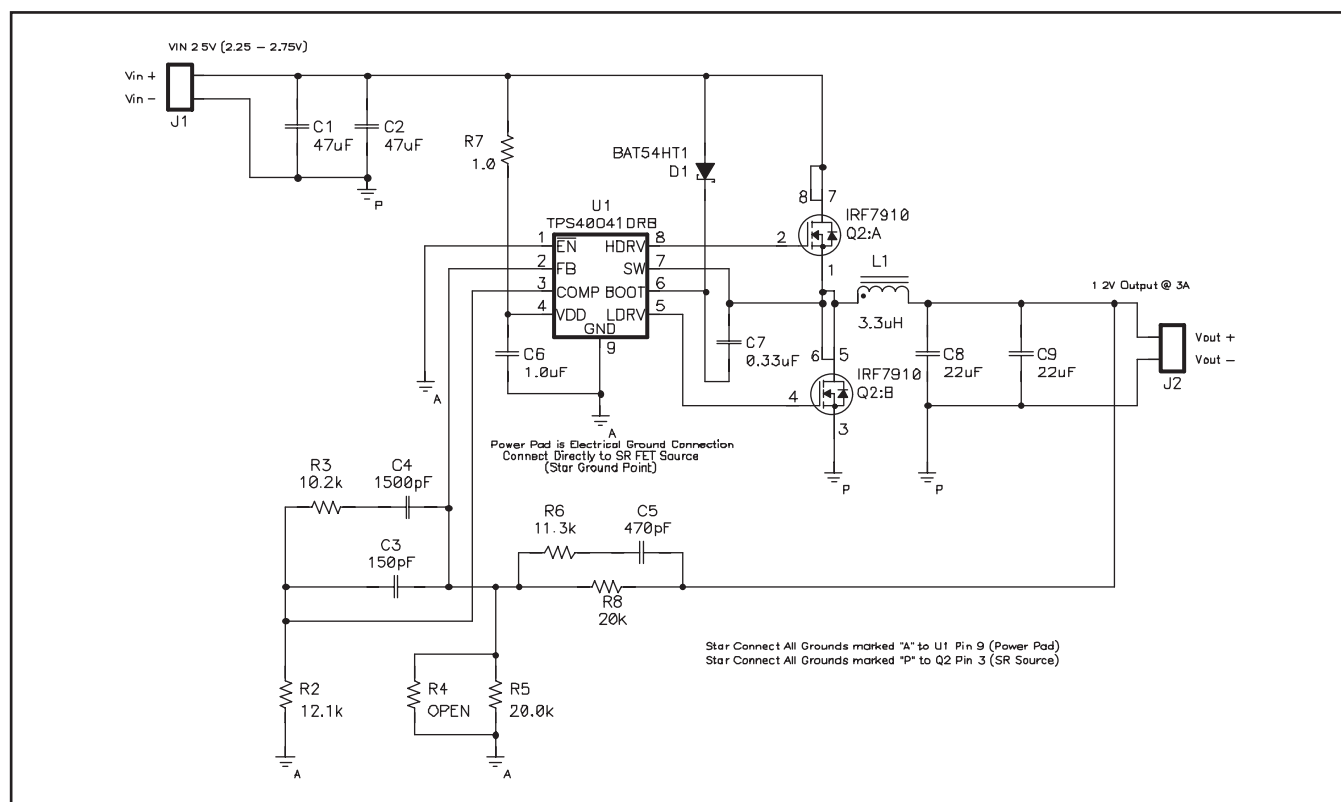 VIN 2 5V (2.25 – 2.75V)
Vin +
Vin –
J1
C1
47uF
C2
47uF
P
R7
1.0
BAT54HT1
D1
U1
TPS40041DRB
1
EN
HDRV
8
2
FB
SW
7
3
COMP
BOOT
6
4
VDD
LDRV
5
GND
9
A
C6
1.0uF
A
Power Pad is Electrical Ground Connection
Connect Directly to SR FET Source
(Star Ground Point)
8
7
2
IRF7910
Q2:A
1
L1
3.3uH
C7
0.33uF
6
5
IRF7910
Q2:B
4
3
P
1 2V Output @ 3A
C8
22uF
C9
22uF
P
Vout +
Vout –
J2
R3
10.2k
C4
1500pF
C3
150pF
R6
11.3k
C5
470pF
R8
20k
Star Connect All Grounds marked "A" to U1 Pin 9 (Power Pad)
Star Connect All Grounds marked "P" to Q2 Pin 3 (SR Source)
R2
12.1k
A
R4
OPEN
R5
20.0k
A